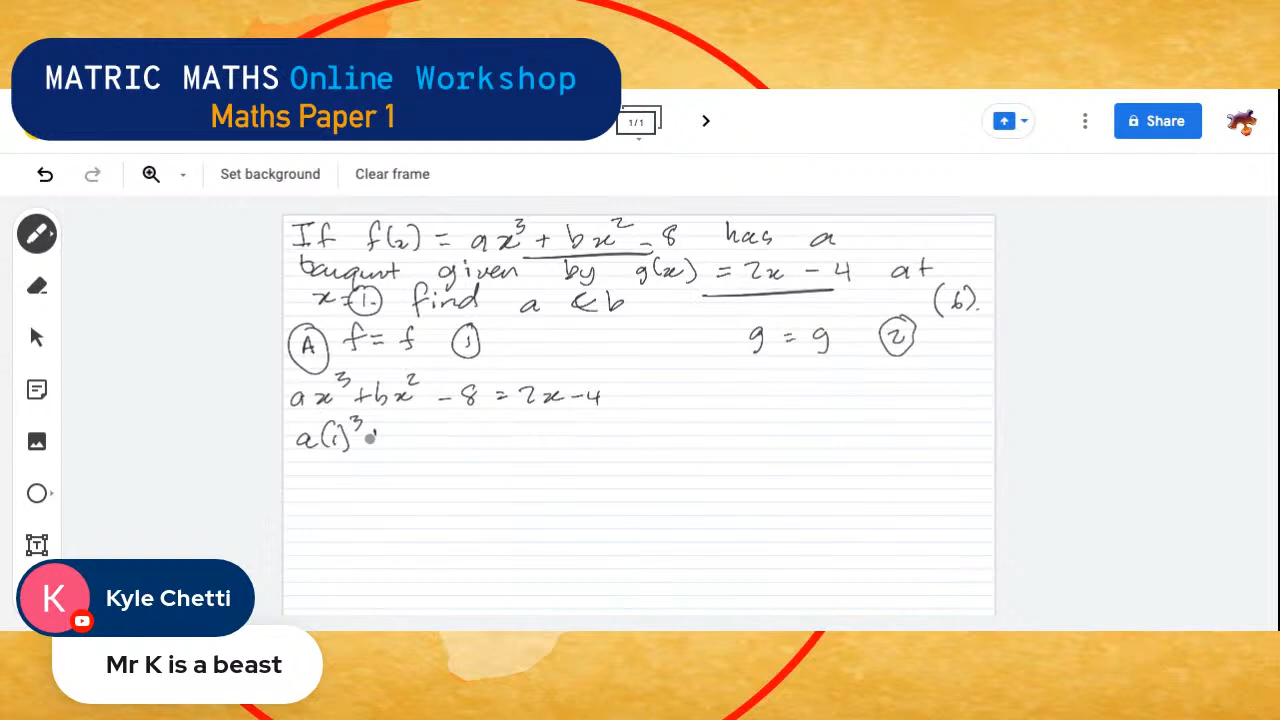 MATRIC MATHS Online Workshop
Maths Paper 1
1/1
Share
Set background
Clear frame
If f(x) = ax³ + bx² - 8 has a
tangent given by g(x) = 2x - 4 at
x = 1. find a & b (6).
A f = f 1 g = g 2
ax³ + bx² - 8 = 2x - 4
a(1)³
K Kyle Chetti
Mr K is a beast